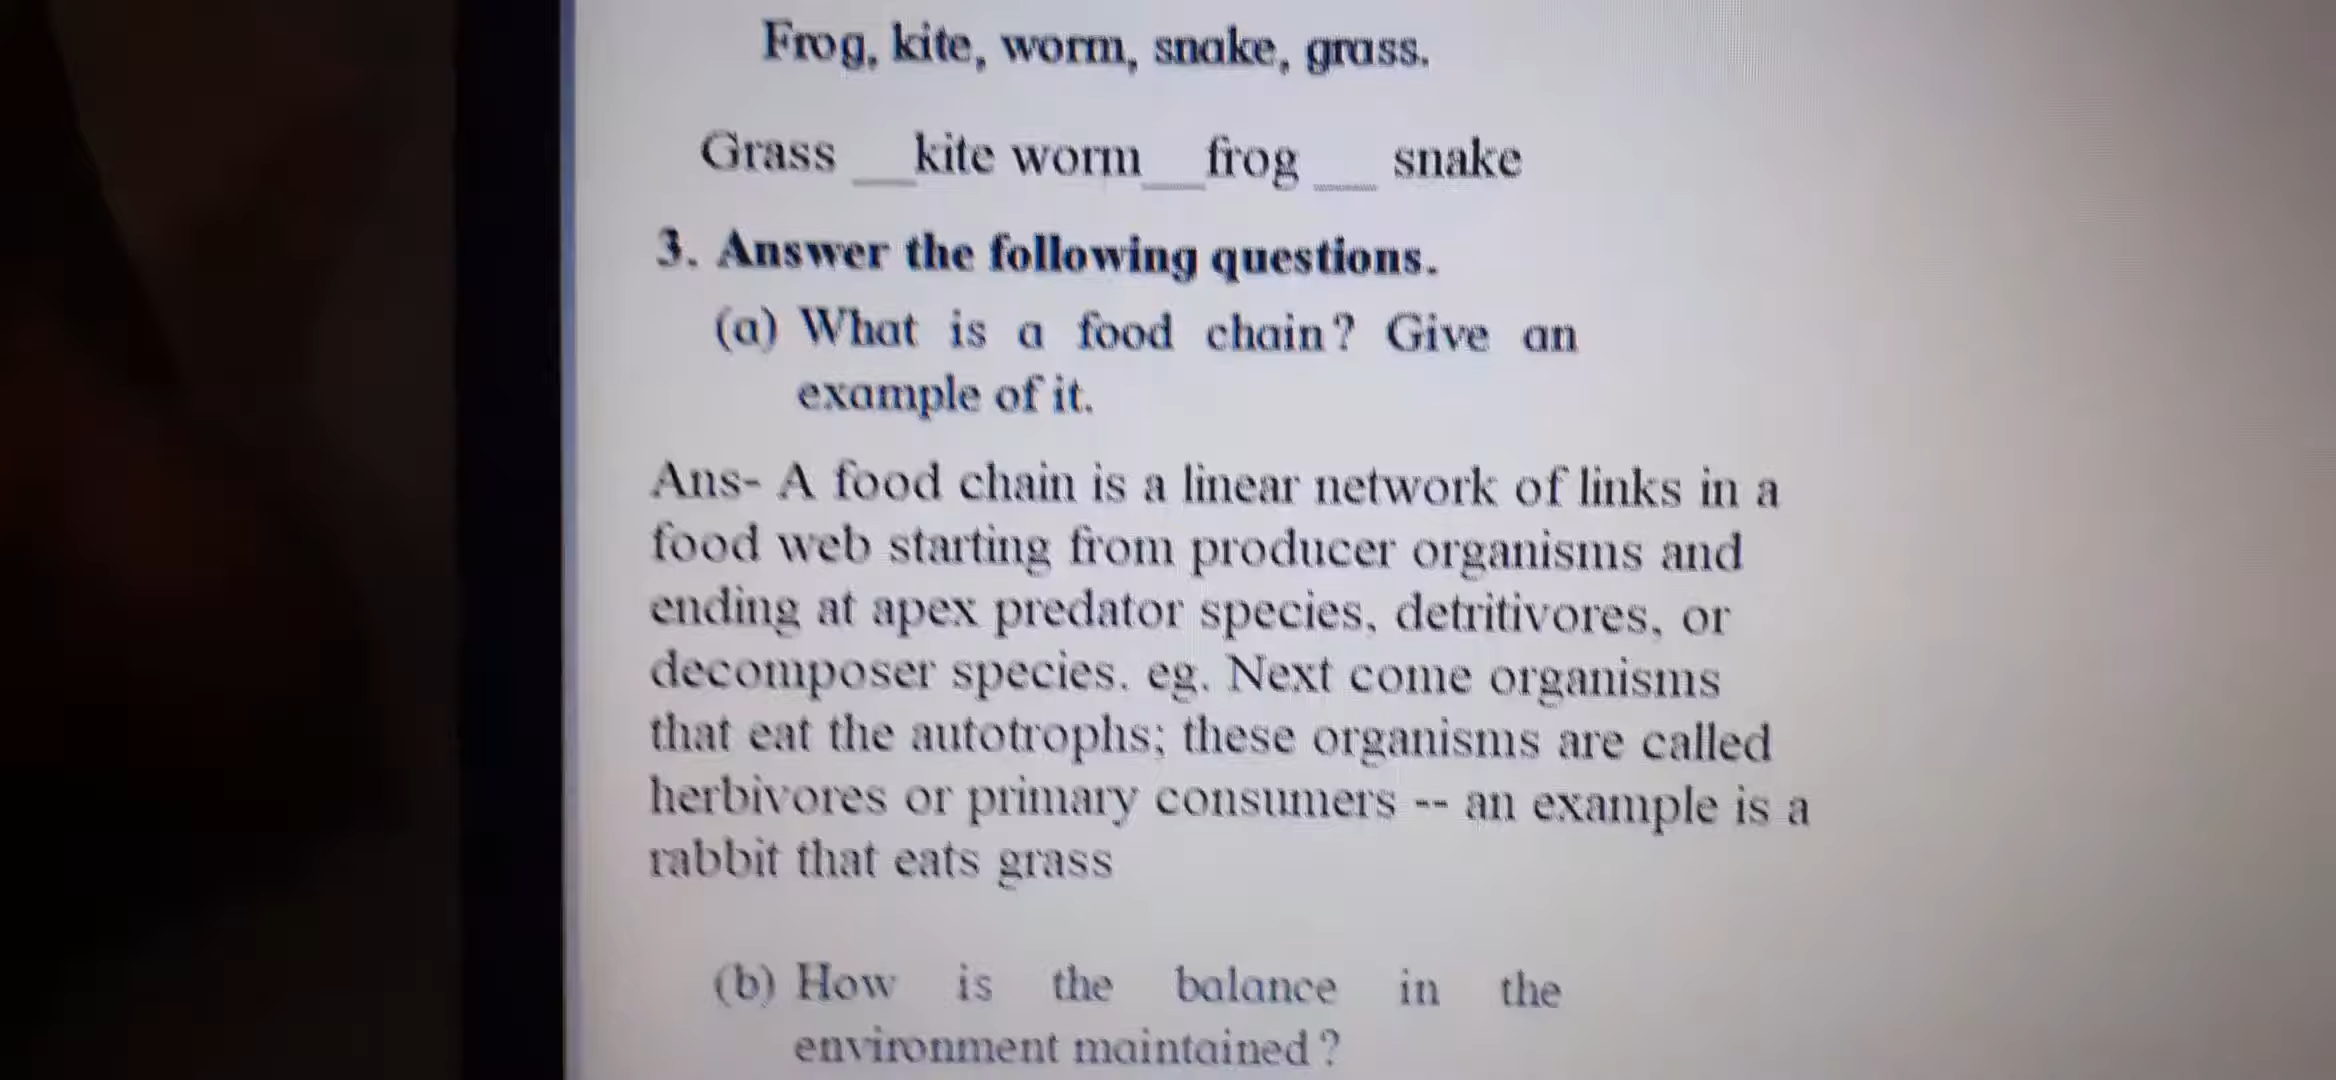 Frog, kite, worm, snake, grass.
Grass __kite worm__frog __ snake
3. Answer the following questions.
(a) What is a food chain? Give an
example of it.
Ans- A food chain is a linear network of links in a
food web starting from producer organisms and
ending at apex predator species, detritivores, or
decomposer species. eg. Next come organisms
that eat the autotrophs; these organisms are called
herbivores or primary consumers -- an example is a
rabbit that eats grass
(b) How is the balance in the
environment maintained?